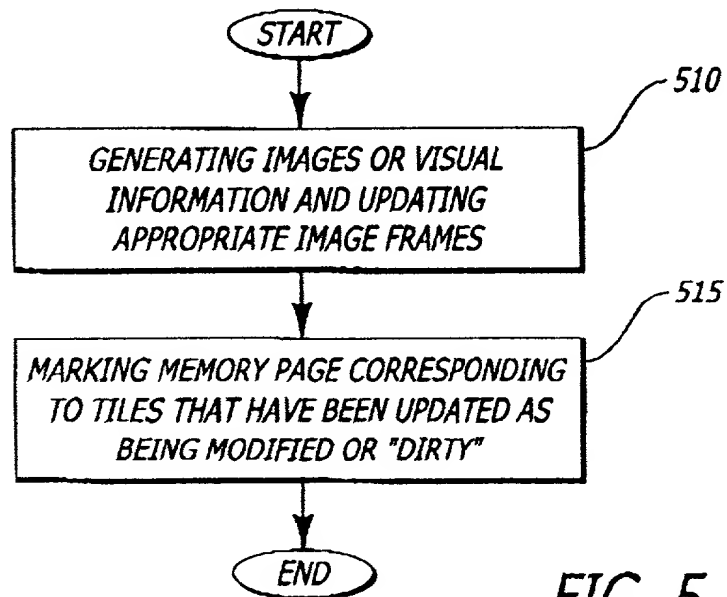 START
510
GENERATING IMAGES OR VISUAL
INFORMATION AND UPDATING
APPROPRIATE IMAGE FRAMES
515
MARKING MEMORY PAGE CORRESPONDING
TO TILES THAT HAVE BEEN UPDATED AS
BEING MODIFIED OR "DIRTY"
END
FIG. 5